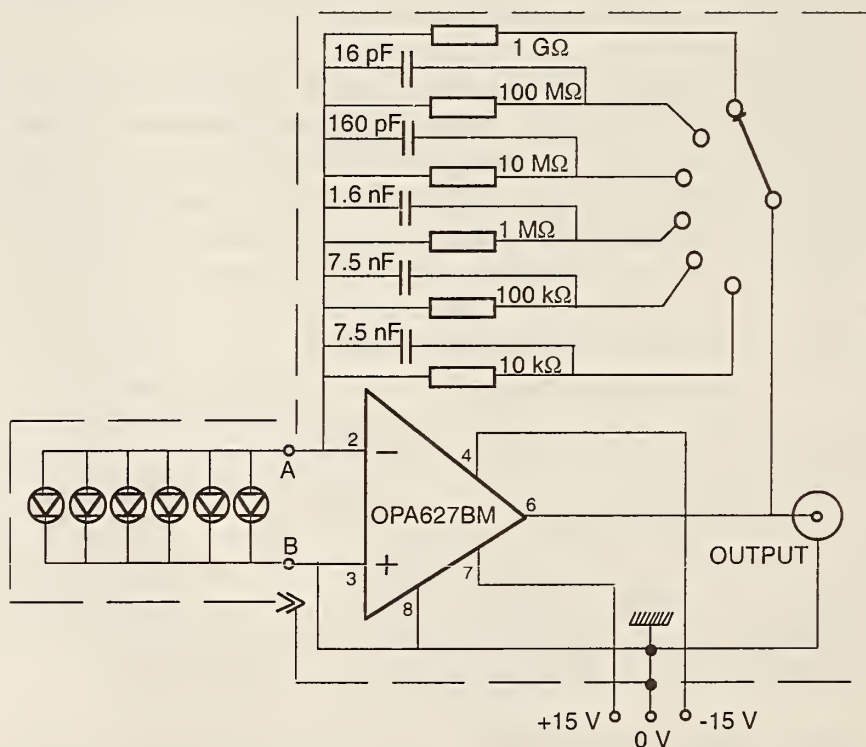 1 GΩ
16 pF
100 MΩ
160 pF
10 MΩ
1.6 nF
1 MΩ
7.5 nF
100 kΩ
7.5 nF
10 kΩ
2
4
A
OPA627BM
6
B
3
7
8
OUTPUT
+15 V
0 V
-15 V